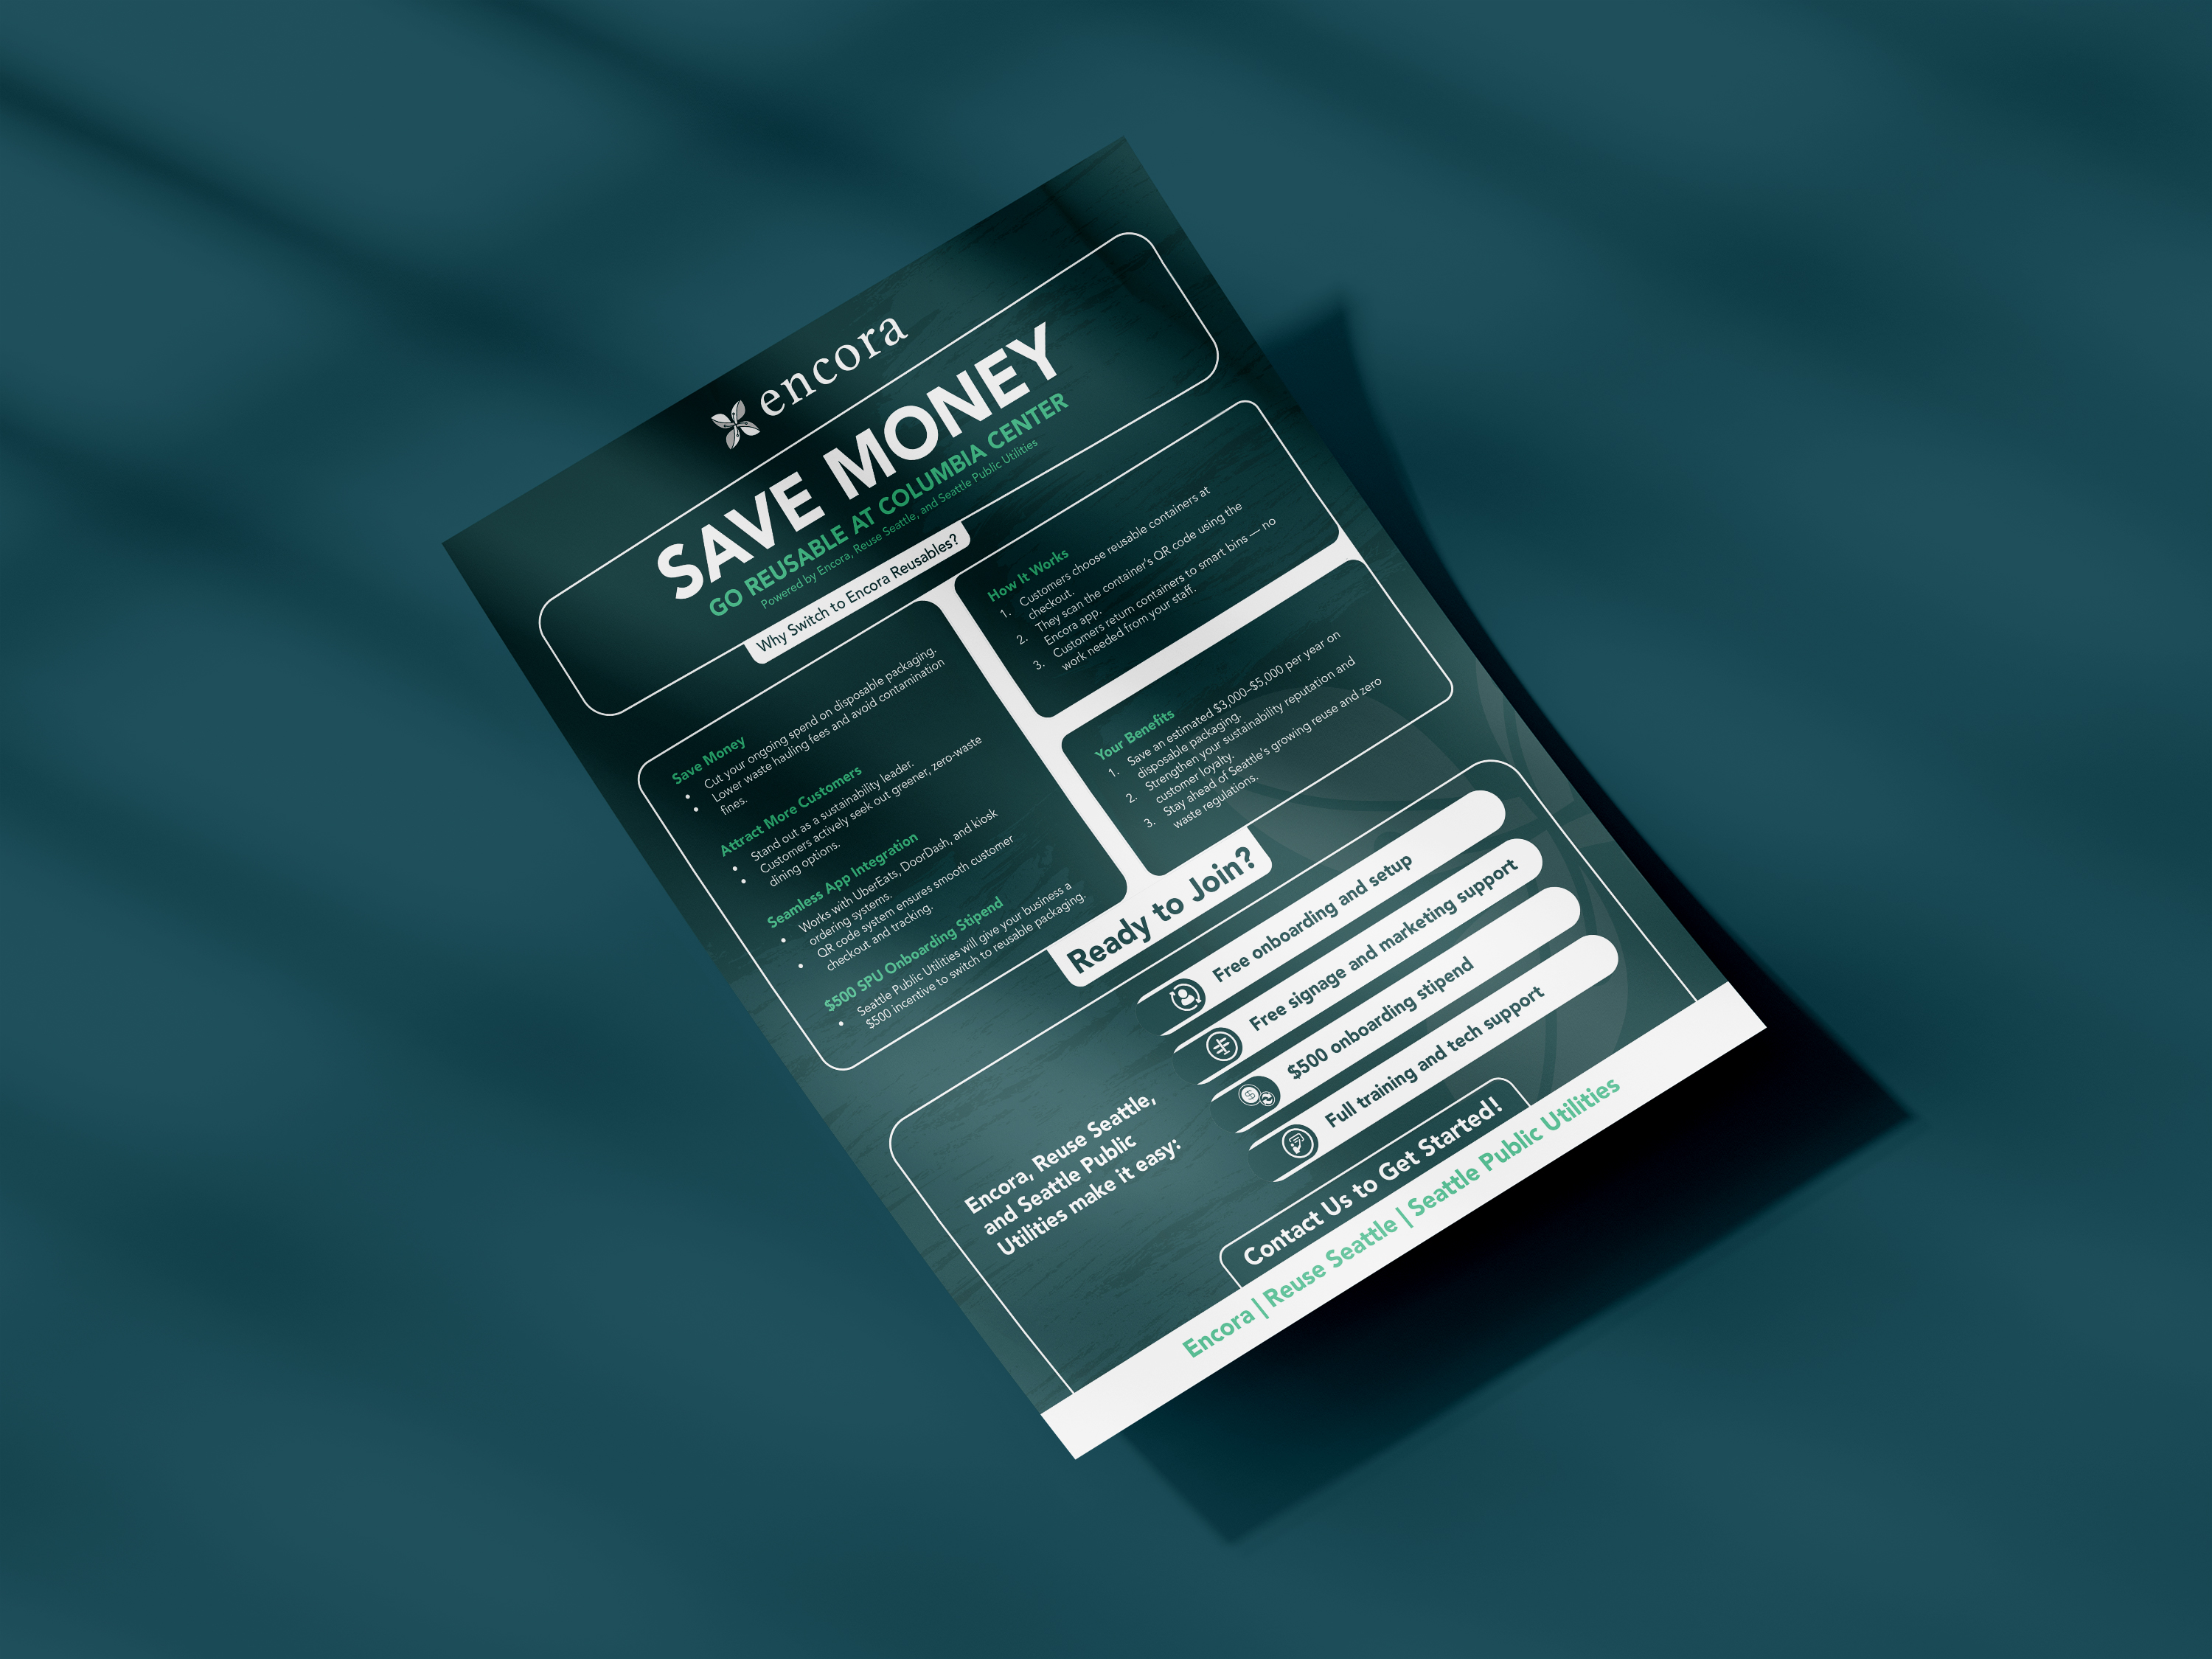 encora
SAVE MONEY
GO REUSABLE AT COLUMBIA CENTER
Powered by Encora, Reuse Seattle, and Seattle Public Utilities
Why Switch to Encora Reusables?
Save Money
• Cut your ongoing spend on disposable packaging.
• Lower waste hauling fees and avoid contamination
fines.
Attract More Customers
• Stand out as a sustainability leader.
• Customers actively seek out greener, zero-waste
dining options.
Seamless App Integration
• Works with UberEats, DoorDash, and kiosk
ordering systems.
• QR code system ensures smooth customer
checkout and tracking.
$500 SPU Onboarding Stipend
• Seattle Public Utilities will give your business a
$500 incentive to switch to reusable packaging.
How It Works
1. Customers choose reusable containers at
checkout.
2. They scan the container's QR code using the
Encora app.
3. Customers return containers to smart bins — no
work needed from your staff.
Your Benefits
1. Save an estimated $3,000–$5,000 per year on
disposable packaging.
2. Strengthen your sustainability reputation and
customer loyalty.
3. Stay ahead of Seattle's growing reuse and zero
waste regulations.
Ready to Join?
Encora, Reuse Seattle,
and Seattle Public
Utilities make it easy:
Free onboarding and setup
Free signage and marketing support
$500 onboarding stipend
Full training and tech support
Contact Us to Get Started!
Encora | Reuse Seattle | Seattle Public Utilities